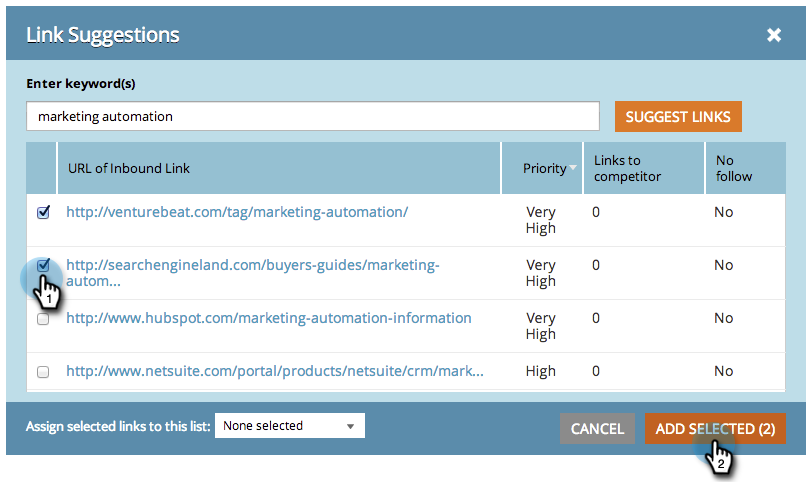 Link Suggestions
Enter keyword(s)
marketing automation
SUGGEST LINKS
URL of Inbound Link
Priority
Links to
competitor
No
follow
http://venturebeat.com/tag/marketing-automation/
Very
High
0
No
http://searchengineland.com/buyers-guides/marketing-
autom...
Very
High
0
No
1
http://www.hubspot.com/marketing-automation-information
Very
High
0
No
http://www.netsuite.com/portal/products/netsuite/crm/mark...
High
0
No
Assign selected links to this list:
None selected
CANCEL
ADD SELECTED (2)
2